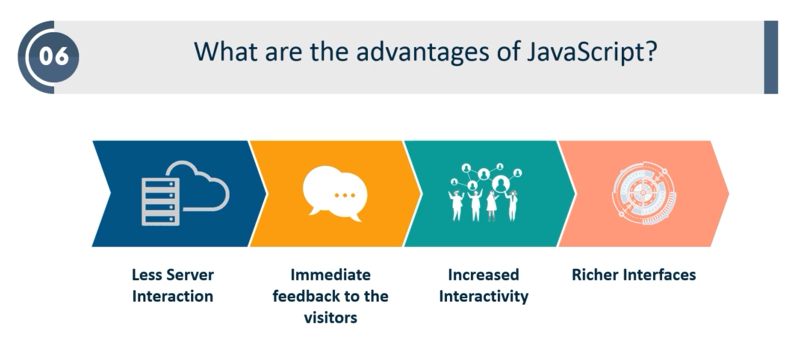 06
What are the advantages of JavaScript?
Less Server
Interaction
Immediate
feedback to the
visitors
Increased
Interactivity
Richer Interfaces